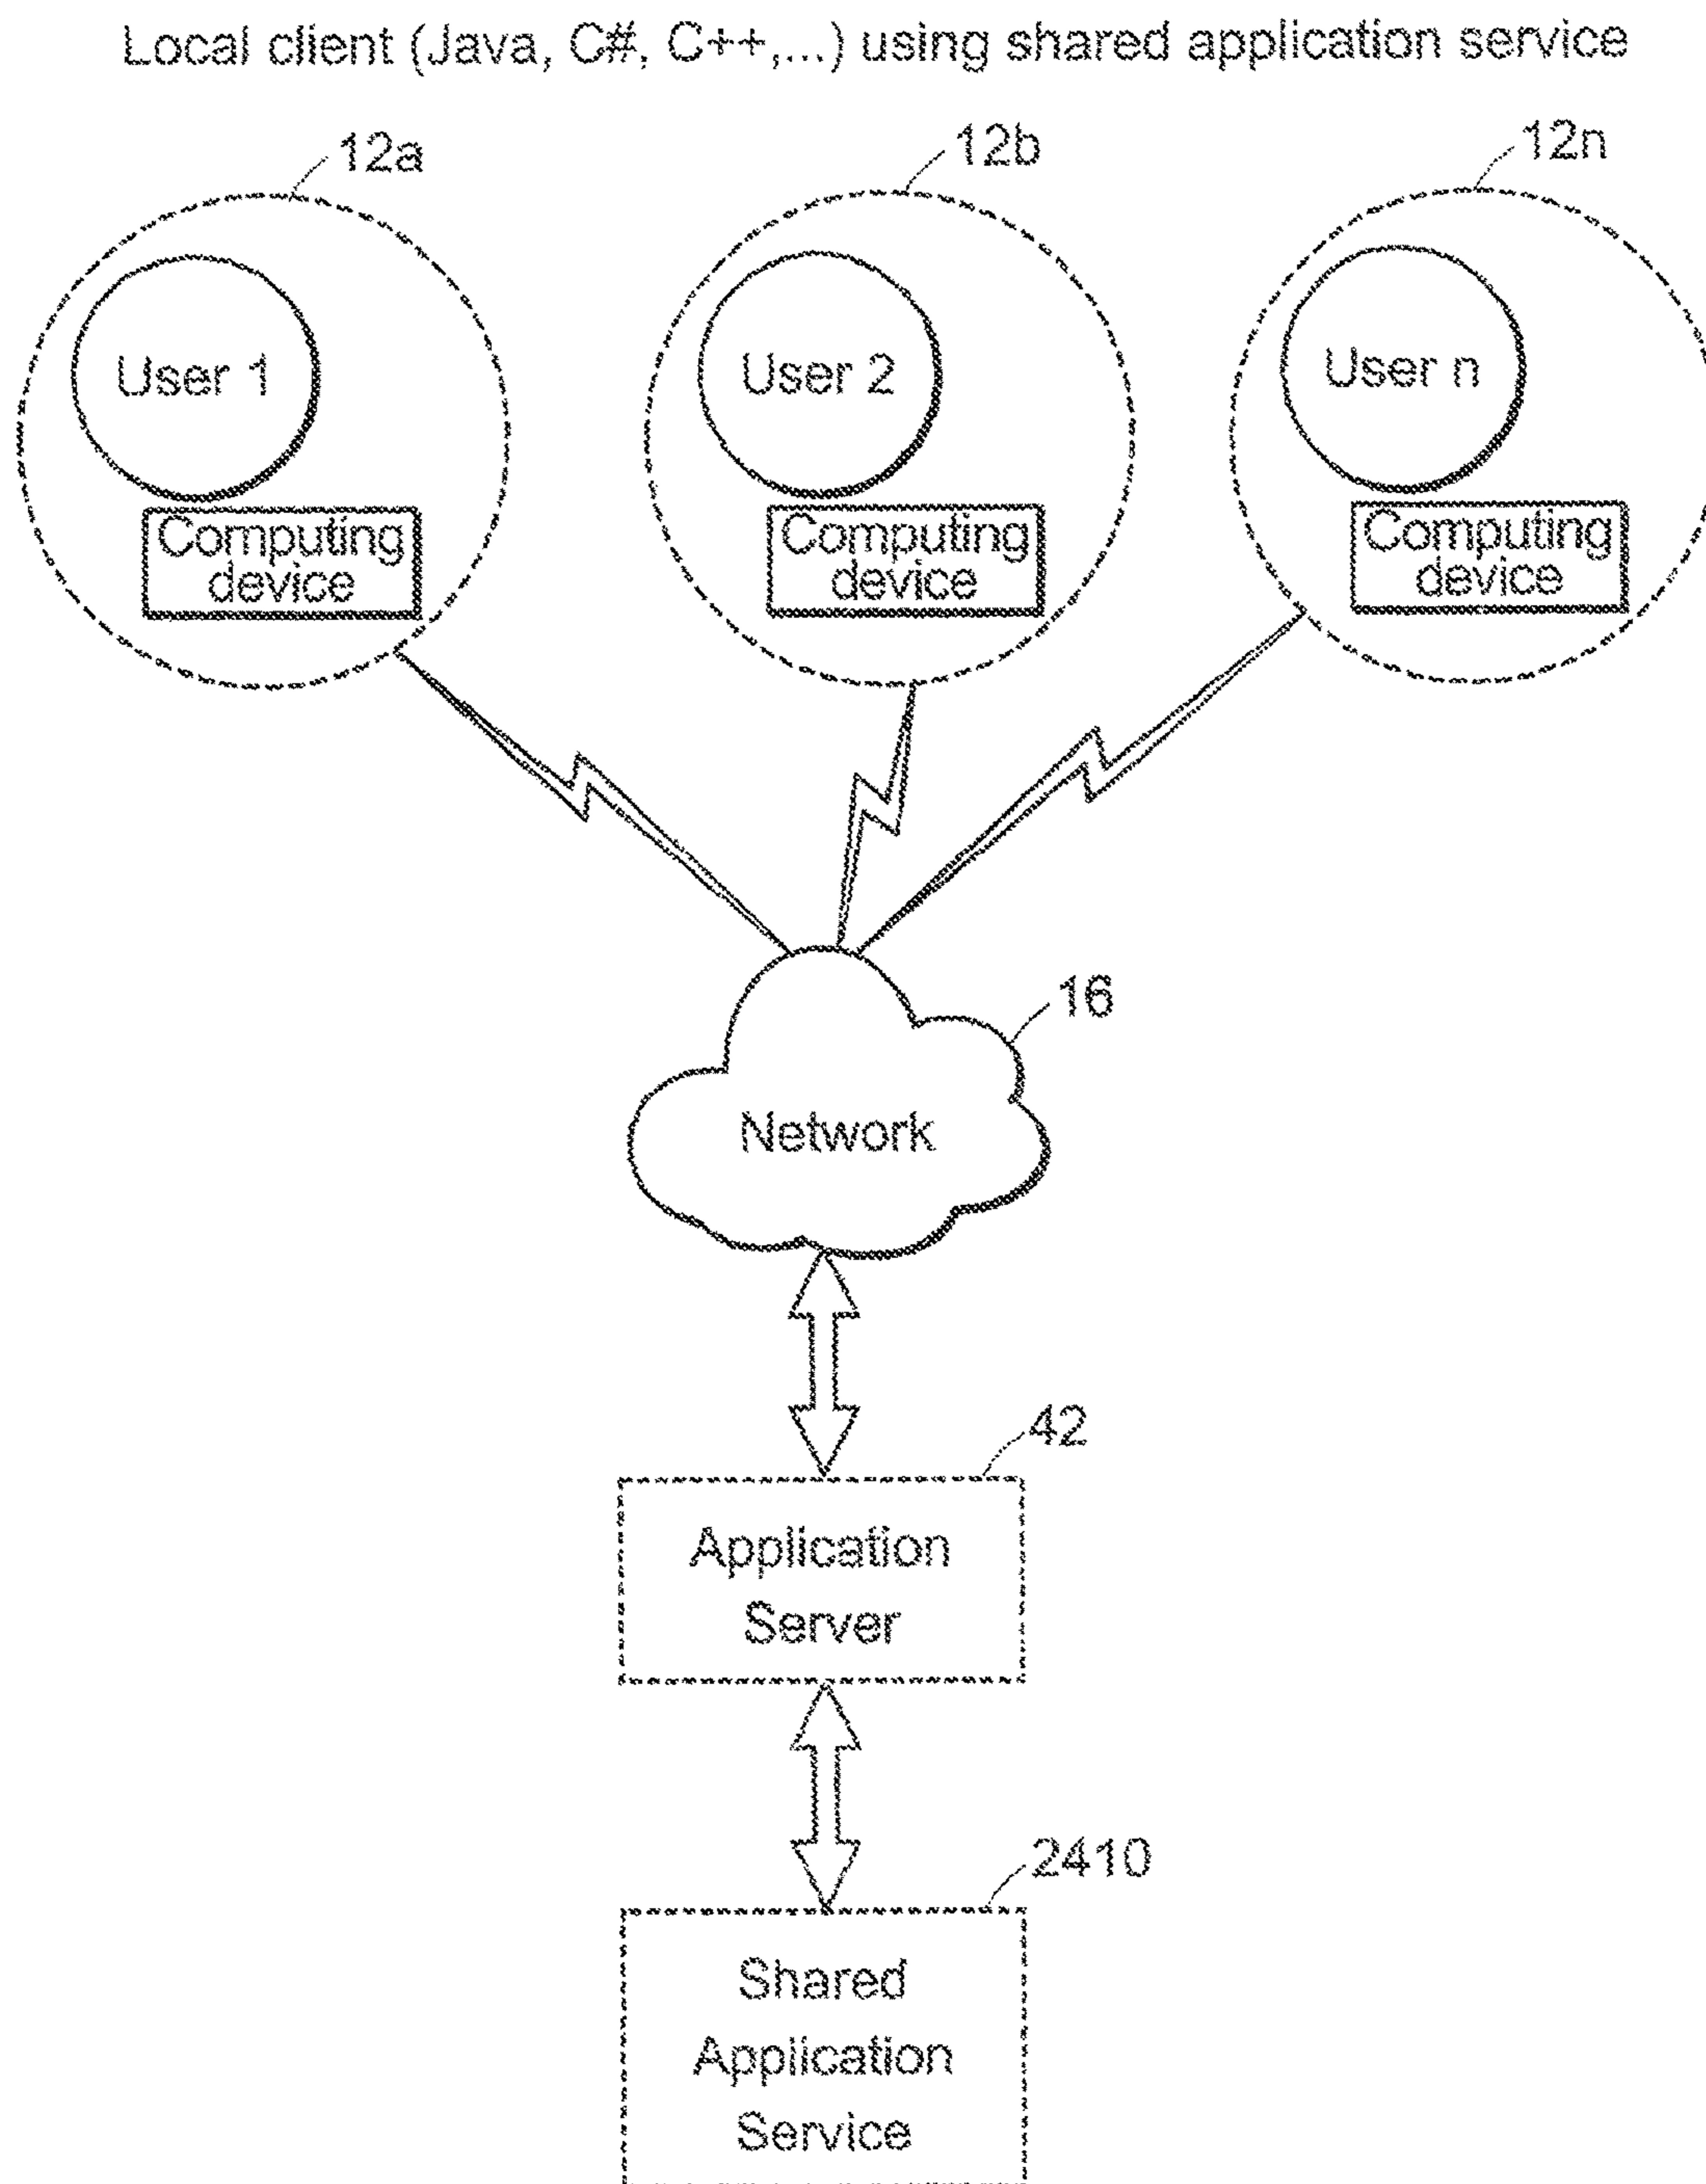 Local client (Java, C#, C++,...) using shared application service
12a
12b
12n
User 1
User 2
User n
Computing
device
Computing
device
Computing
device
16
Network
42
Application
Server
2410
Shared
Application
Service